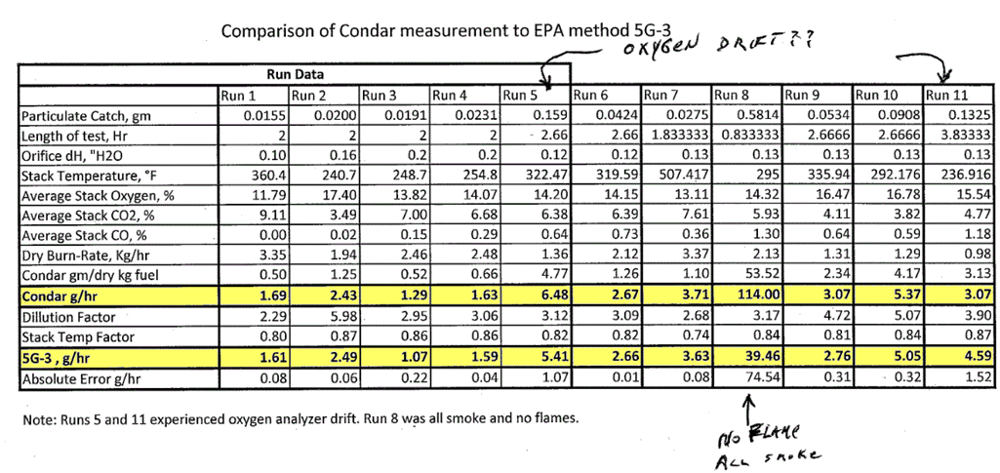 Comparison of Condar measurement to EPA method 5G-3
OXYGEN DRIFT??
Run Data
Run 1 Run 2 Run 3 Run 4 Run 5 Run 6 Run 7 Run 8 Run 9 Run 10 Run 11
Particulate Catch, gm 0.0155 0.0200 0.0191 0.0231 0.159 0.0424 0.0275 0.5814 0.0534 0.0908 0.1325
Length of test, Hr 2 2 2 2 2.66 2.66 1.833333 0.833333 2.6666 2.6666 3.83333
Orifice dH, "H2O 0.10 0.16 0.2 0.2 0.12 0.12 0.13 0.13 0.13 0.13 0.13
Stack Temperature, °F 360.4 240.7 248.7 254.8 322.47 319.59 507.417 295 335.94 292.176 236.916
Average Stack Oxygen, % 11.79 17.40 13.82 14.07 14.20 14.15 13.11 14.32 16.47 16.78 15.54
Average Stack CO2, % 9.11 3.49 7.00 6.68 6.38 6.39 7.61 5.93 4.11 3.82 4.77
Average Stack CO, % 0.00 0.02 0.15 0.29 0.64 0.73 0.36 1.30 0.64 0.59 1.18
Dry Burn-Rate, Kg/hr 3.35 1.94 2.46 2.48 1.36 2.12 3.37 2.13 1.31 1.29 0.98
Condar gm/dry kg fuel 0.50 1.25 0.52 0.66 4.77 1.26 1.10 53.52 2.34 4.17 3.13
Condar g/hr 1.69 2.43 1.29 1.63 6.48 2.67 3.71 114.00 3.07 5.37 3.07
Dillution Factor 2.29 5.98 2.95 3.06 3.12 3.09 2.68 3.17 4.72 5.07 3.90
Stack Temp Factor 0.80 0.87 0.86 0.86 0.82 0.82 0.74 0.84 0.81 0.84 0.87
5G-3 , g/hr 1.61 2.49 1.07 1.59 5.41 2.66 3.63 39.46 2.76 5.05 4.59
Absolute Error g/hr 0.08 0.06 0.22 0.04 1.07 0.01 0.08 74.54 0.31 0.32 1.52
Note: Runs 5 and 11 experienced oxygen analyzer drift. Run 8 was all smoke and no flames.
NO FLAME
ALL SMOKE